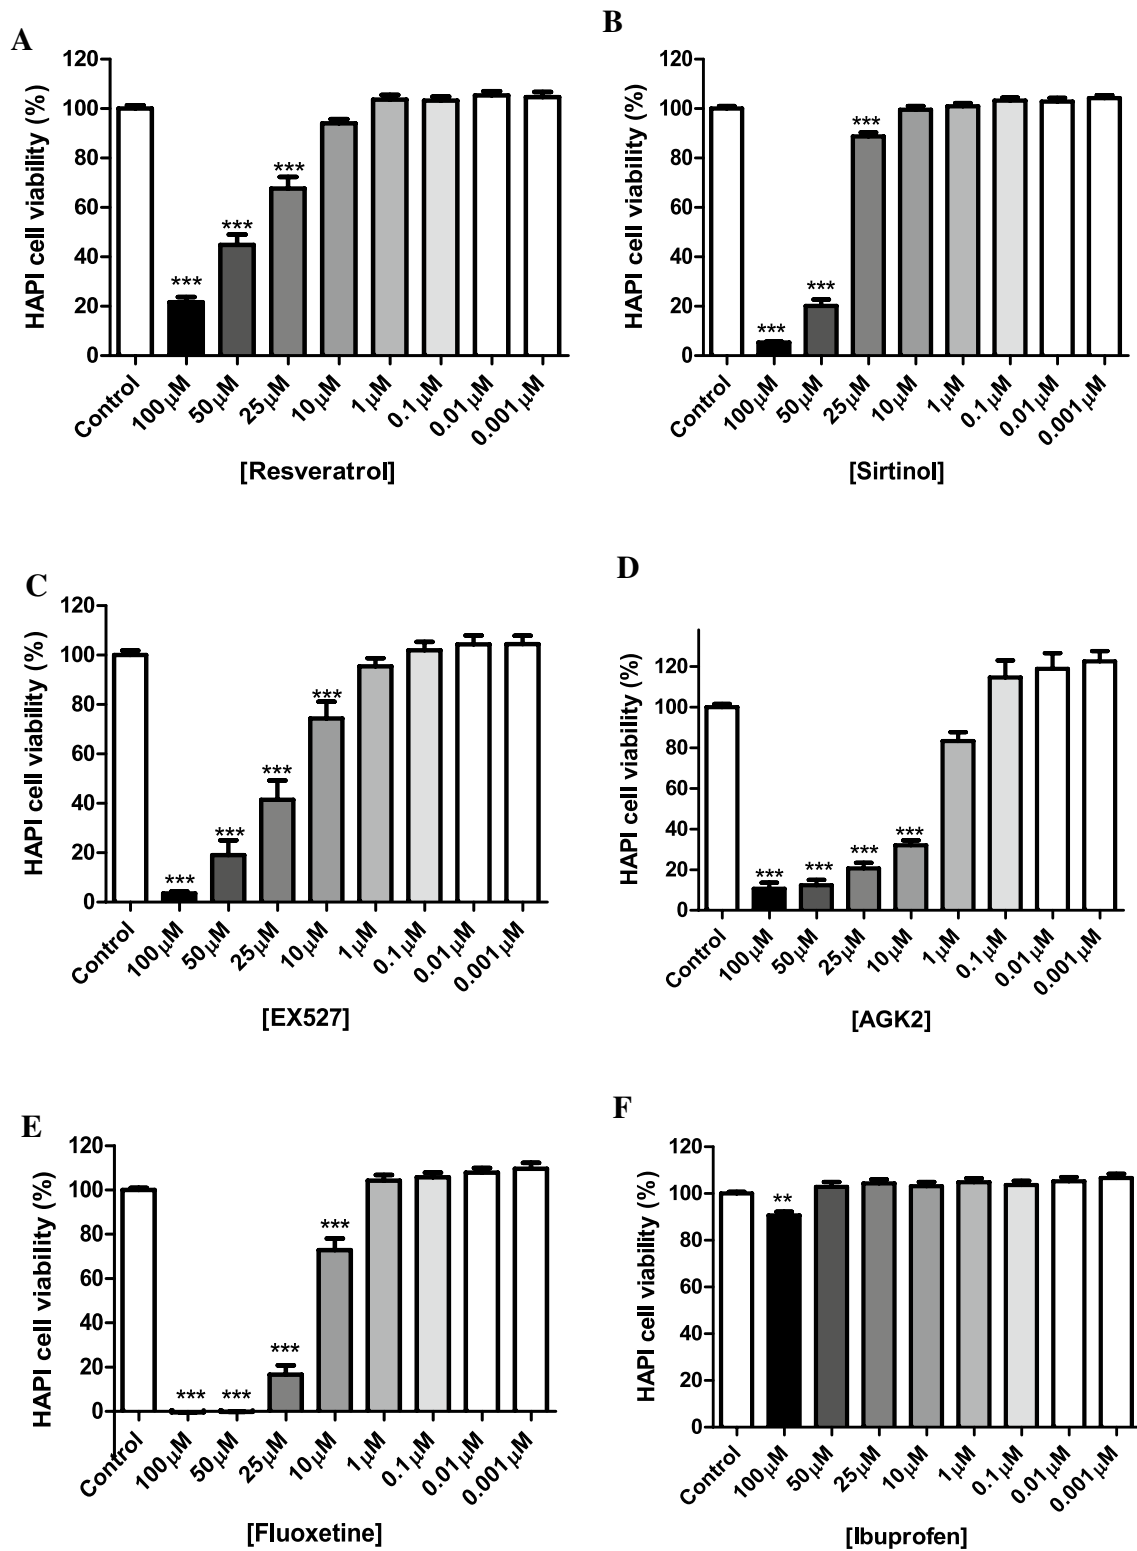 A
HAPI cell viability (%)
120
100
80
60
40
20
0
***
***
***
Control
100μM
50μM
25μM
10μM
1μM
0.1μM
0.01μM
0.001μM
[Resveratrol]
B
HAPI cell viability (%)
120
100
80
60
40
20
0
***
***
***
Control
100μM
50μM
25μM
10μM
1μM
0.1μM
0.01μM
0.001μM
[Sirtinol]
C
HAPI cell viability (%)
120
100
80
60
40
20
0
***
***
***
***
Control
100μM
50μM
25μM
10μM
1μM
0.1μM
0.01μM
0.001μM
[EX527]
D
HAPI cell viability (%)
120
100
80
60
40
20
0
***
***
***
***
Control
100μM
50μM
25μM
10μM
1μM
0.1μM
0.01μM
0.001μM
[AGK2]
E
HAPI cell viability (%)
120
100
80
60
40
20
0
***
***
***
***
Control
100μM
50μM
25μM
10μM
1μM
0.1μM
0.01μM
0.001μM
[Fluoxetine]
F
HAPI cell viability (%)
120
100
80
60
40
20
0
**
Control
100μM
50μM
25μM
10μM
1μM
0.1μM
0.01μM
0.001μM
[Ibuprofen]